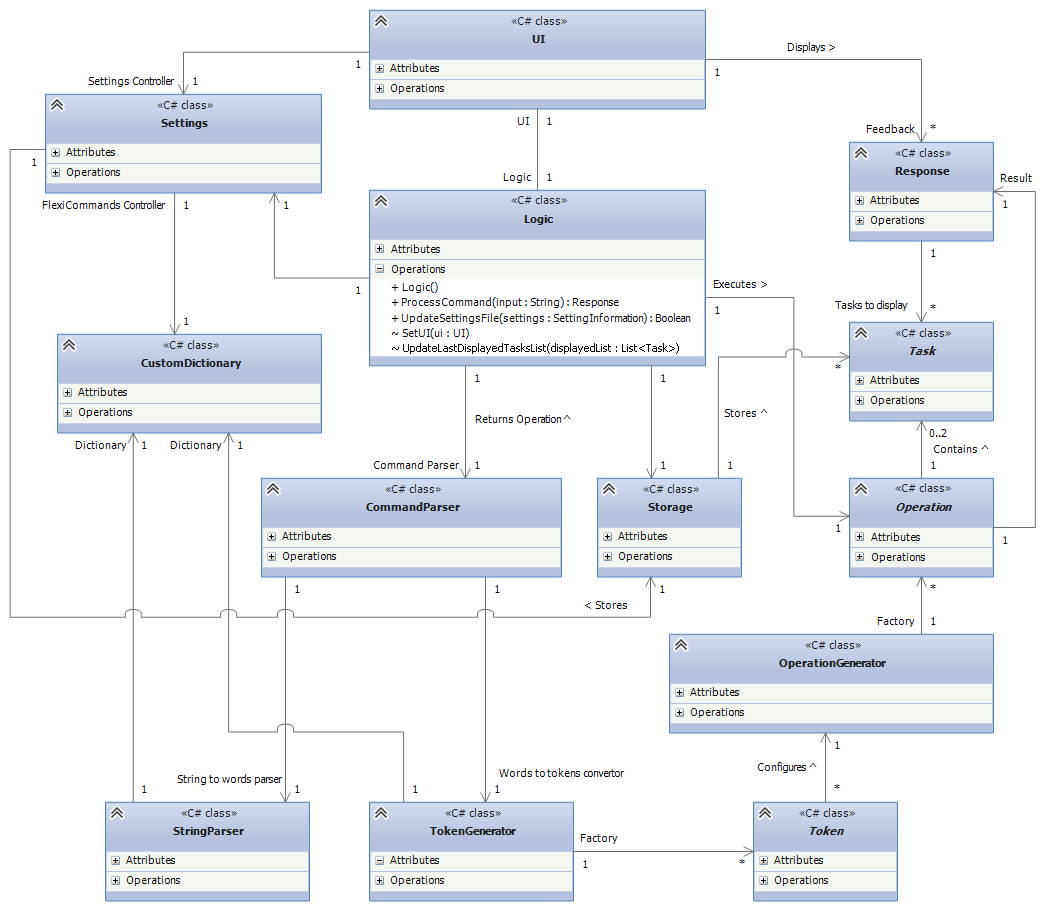 «C# class»
UI
Attributes
Operations
1
1
Displays >
Settings Controller
1
«C# class»
Settings
Attributes
Operations
1
UI
1
Feedback
*
«C# class»
Response
Attributes
Operations
Result
1
FlexiCommands Controller
1
1
Logic
1
«C# class»
Logic
Attributes
Operations
+ Logic()
+ ProcessCommand(input : String) : Response
+ UpdateSettingsFile(settings : SettingInformation) : Boolean
~ SetUI(ui : UI)
~ UpdateLastDisplayedTasksList(displayedList : List<Task>)
1
Executes >
1
1
Tasks to display
*
1
«C# class»
CustomDictionary
Attributes
Operations
«C# class»
Task
Attributes
Operations
*
1
1
Returns Operation ^
Stores ^
0..2
Contains ^
Dictionary
1
Dictionary
1
Command Parser
1
1
1
1
«C# class»
CommandParser
Attributes
Operations
«C# class»
Storage
Attributes
Operations
«C# class»
Operation
Attributes
Operations
1
1
1
1
1
*
< Stores
Factory
1
«C# class»
OperationGenerator
Attributes
Operations
1
Configures ^
*
String to words parser
1
1
Words to tokens convertor
1
1
«C# class»
StringParser
Attributes
Operations
«C# class»
TokenGenerator
Attributes
Operations
Factory
1
*
«C# class»
Token
Attributes
Operations